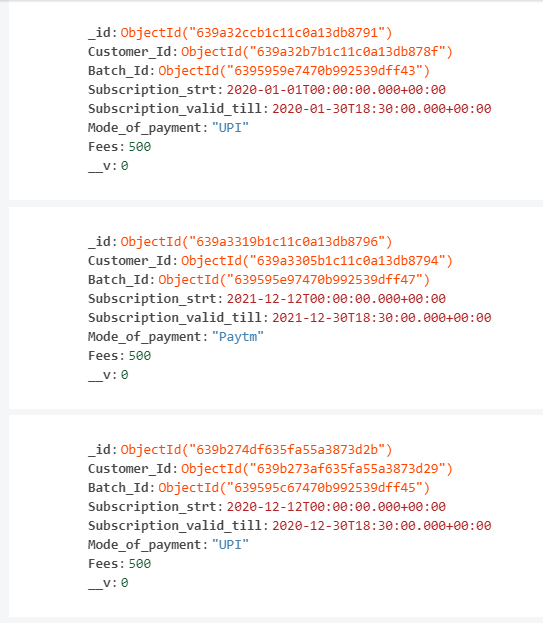 _id: ObjectId("639a32ccb1c11c0a13db8791")
Customer_Id: ObjectId("639a32b7b1c11c0a13db878f")
Batch_Id: ObjectId("6395959e7470b992539dff43")
Subscription_strt: 2020-01-01T00:00:00.000+00:00
Subscription_valid_till: 2020-01-30T18:30:00.000+00:00
Mode_of_payment: "UPI"
Fees: 500
__v: 0
_id: ObjectId("639a3319b1c11c0a13db8796")
Customer_Id: ObjectId("639a3305b1c11c0a13db8794")
Batch_Id: ObjectId("639595e97470b992539dff47")
Subscription_strt: 2021-12-12T00:00:00.000+00:00
Subscription_valid_till: 2021-12-30T18:30:00.000+00:00
Mode_of_payment: "Paytm"
Fees: 500
__v: 0
_id: ObjectId("639b274df635fa55a3873d2b")
Customer_Id: ObjectId("639b273af635fa55a3873d29")
Batch_Id: ObjectId("639595c67470b992539dff45")
Subscription_strt: 2020-12-12T00:00:00.000+00:00
Subscription_valid_till: 2020-12-30T18:30:00.000+00:00
Mode_of_payment: "UPI"
Fees: 500
__v: 0